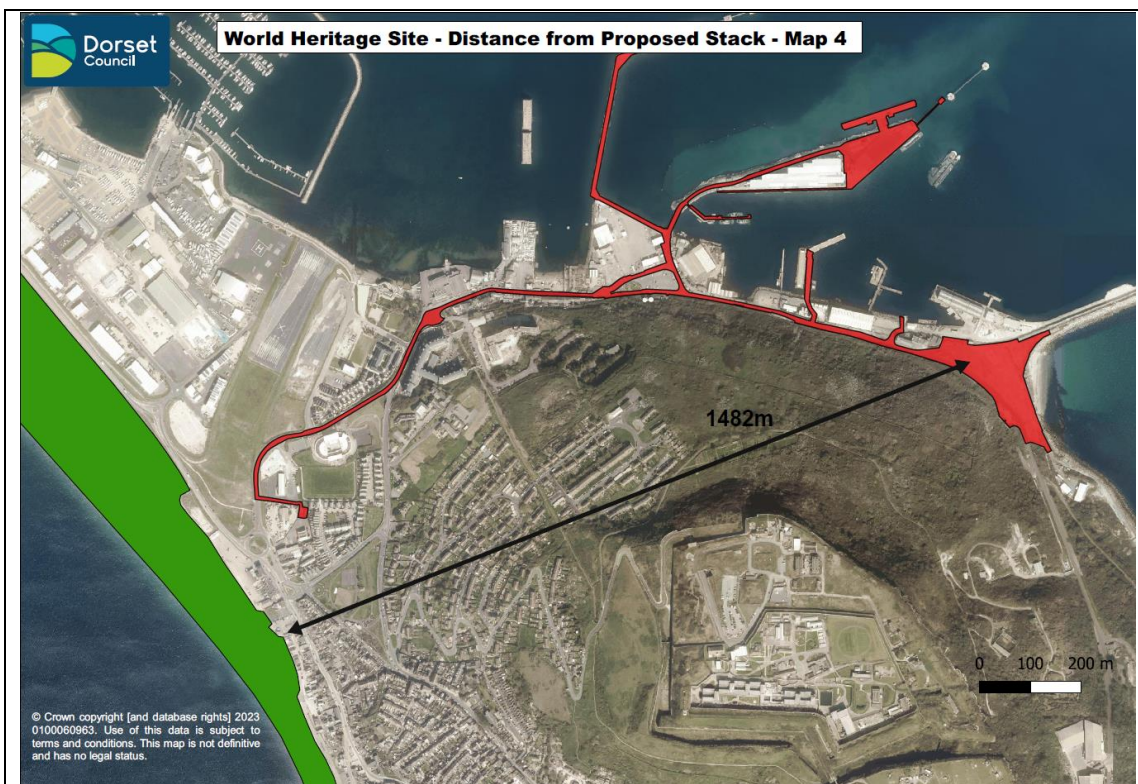 Dorset
Council
World Heritage Site - Distance from Proposed Stack - Map 4
1482m
0 100 200 m
© Crown copyright [and database rights] 2023
0100060963. Use of this data is subject to
terms and conditions. This map is not definitive
and has no legal status.